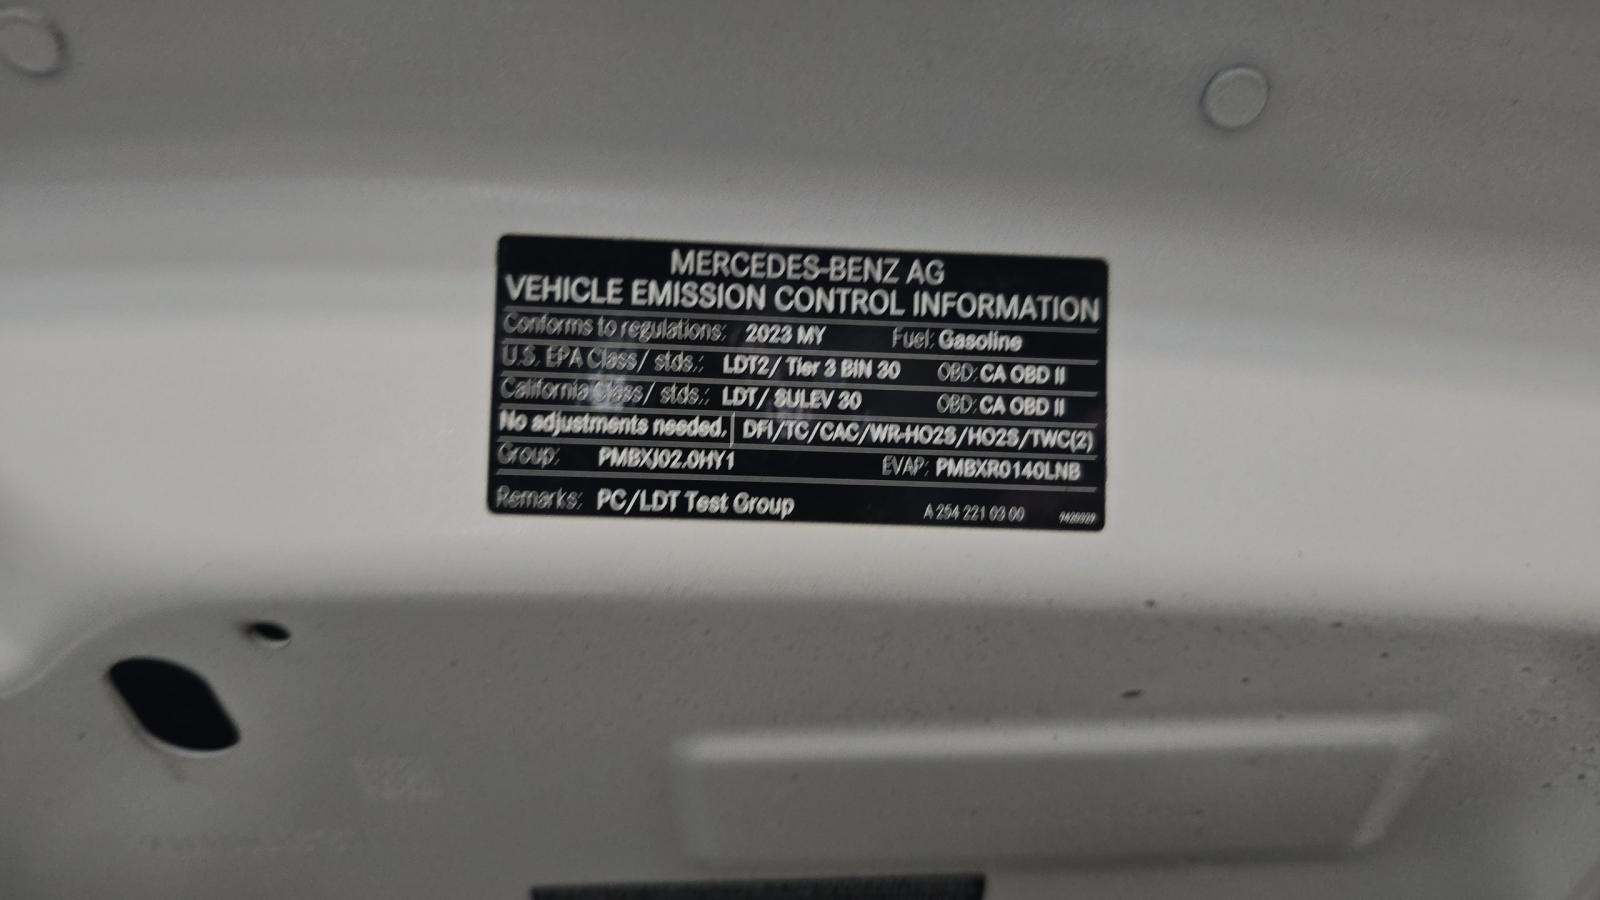 MERCEDES-BENZ AG
VEHICLE EMISSION CONTROL INFORMATION
Conforms to regulations: 2023 MY Fuel: Gasoline
U.S. EPA Class/ stds.: LDT2/ Tier 3 BIN 30 OBD: CA OBD II
California Class/ stds.: LDT/ SULEV 30 OBD: CA OBD II
No adjustments needed. DFI/TC/CAC/WR-HO2S/HO2S/TWC(2)
Group: PMBXJ02.0HY1 EVAP: PMBXR0140LNB
Remarks: PC/LDT Test Group A 254 221 03 00